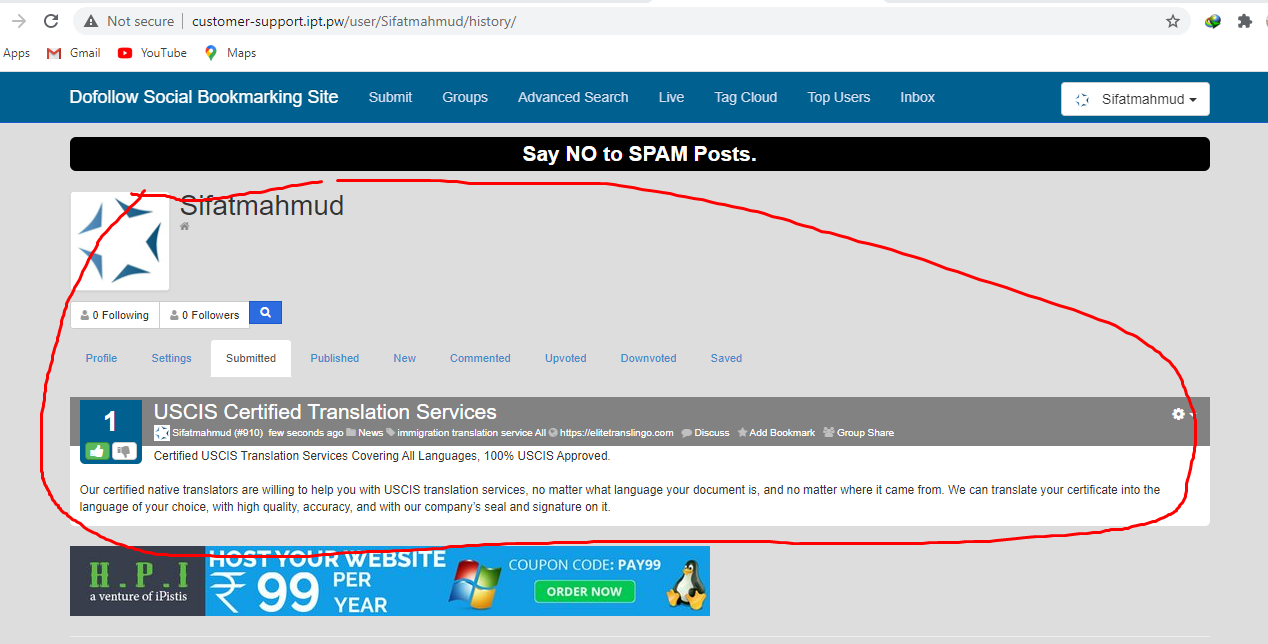 Not secure | customer-support.ipt.pw/user/Sifatmahmud/history/
Apps Gmail YouTube Maps
Dofollow Social Bookmarking Site Submit Groups Advanced Search Live Tag Cloud Top Users Inbox Sifatmahmud
Say NO to SPAM Posts.
Sifatmahmud
0 Following 0 Followers
Profile Settings Submitted Published New Commented Upvoted Downvoted Saved
1 USCIS Certified Translation Services
Sifatmahmud (#910) few seconds ago News immigration translation service All https://elitetranslingo.com Discuss Add Bookmark Group Share
Certified USCIS Translation Services Covering All Languages, 100% USCIS Approved.
Our certified native translators are willing to help you with USCIS translation services, no matter what language your document is, and no matter where it came from. We can translate your certificate into the
language of your choice, with high quality, accuracy, and with our company's seal and signature on it.
H.P.I
a venture of iPistis
HOST YOUR WEBSITE
₹ 99 PER
YEAR
COUPON CODE: PAY99
ORDER NOW